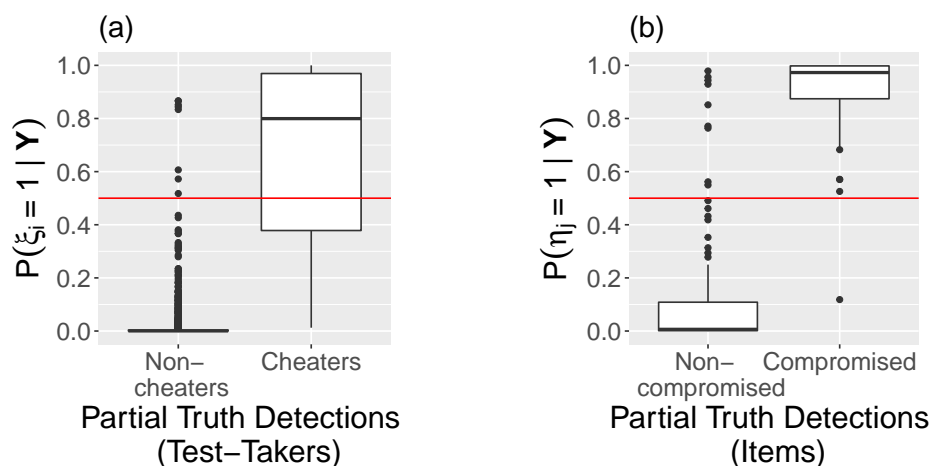 (a)
P(ξi = 1 | Y)
1.0
0.8
0.6
0.4
0.2
0.0
Non−
cheaters
Cheaters
Partial Truth Detections
(Test−Takers)
(b)
P(ηj = 1 | Y)
1.0
0.8
0.6
0.4
0.2
0.0
Non−
compromised
Compromised
Partial Truth Detections
(Items)